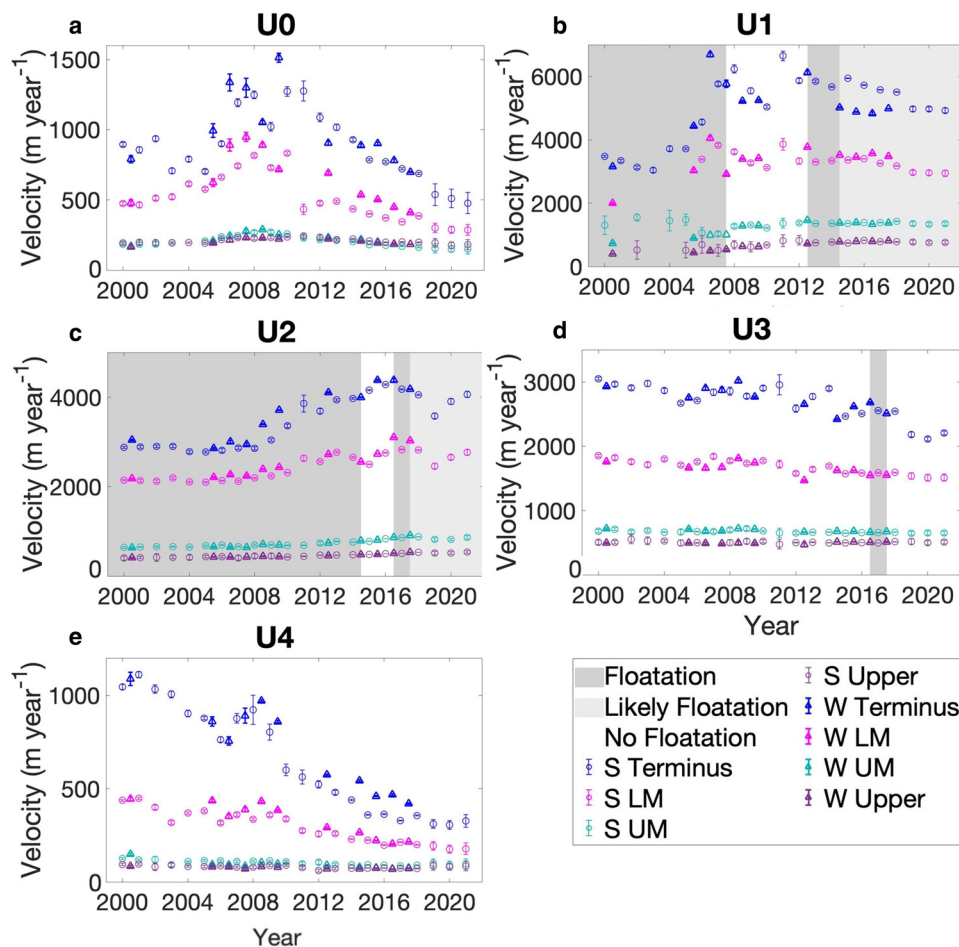 a
U0
Velocity (m year⁻¹)
1500
1000
500
0
2000 2004 2008 2012 2016 2020
b
U1
Velocity (m year⁻¹)
6000
4000
2000
0
2000 2004 2008 2012 2016 2020
c
U2
Velocity (m year⁻¹)
4000
2000
0
2000 2004 2008 2012 2016 2020
d
U3
Velocity (m year⁻¹)
3000
2000
1000
0
2000 2004 2008 2012 2016 2020
Year
e
U4
Velocity (m year⁻¹)
1000
500
0
2000 2004 2008 2012 2016 2020
Year
Floatation
Likely Floatation
No Floatation
S Terminus
S LM
S UM
S Upper
W Terminus
W LM
W UM
W Upper